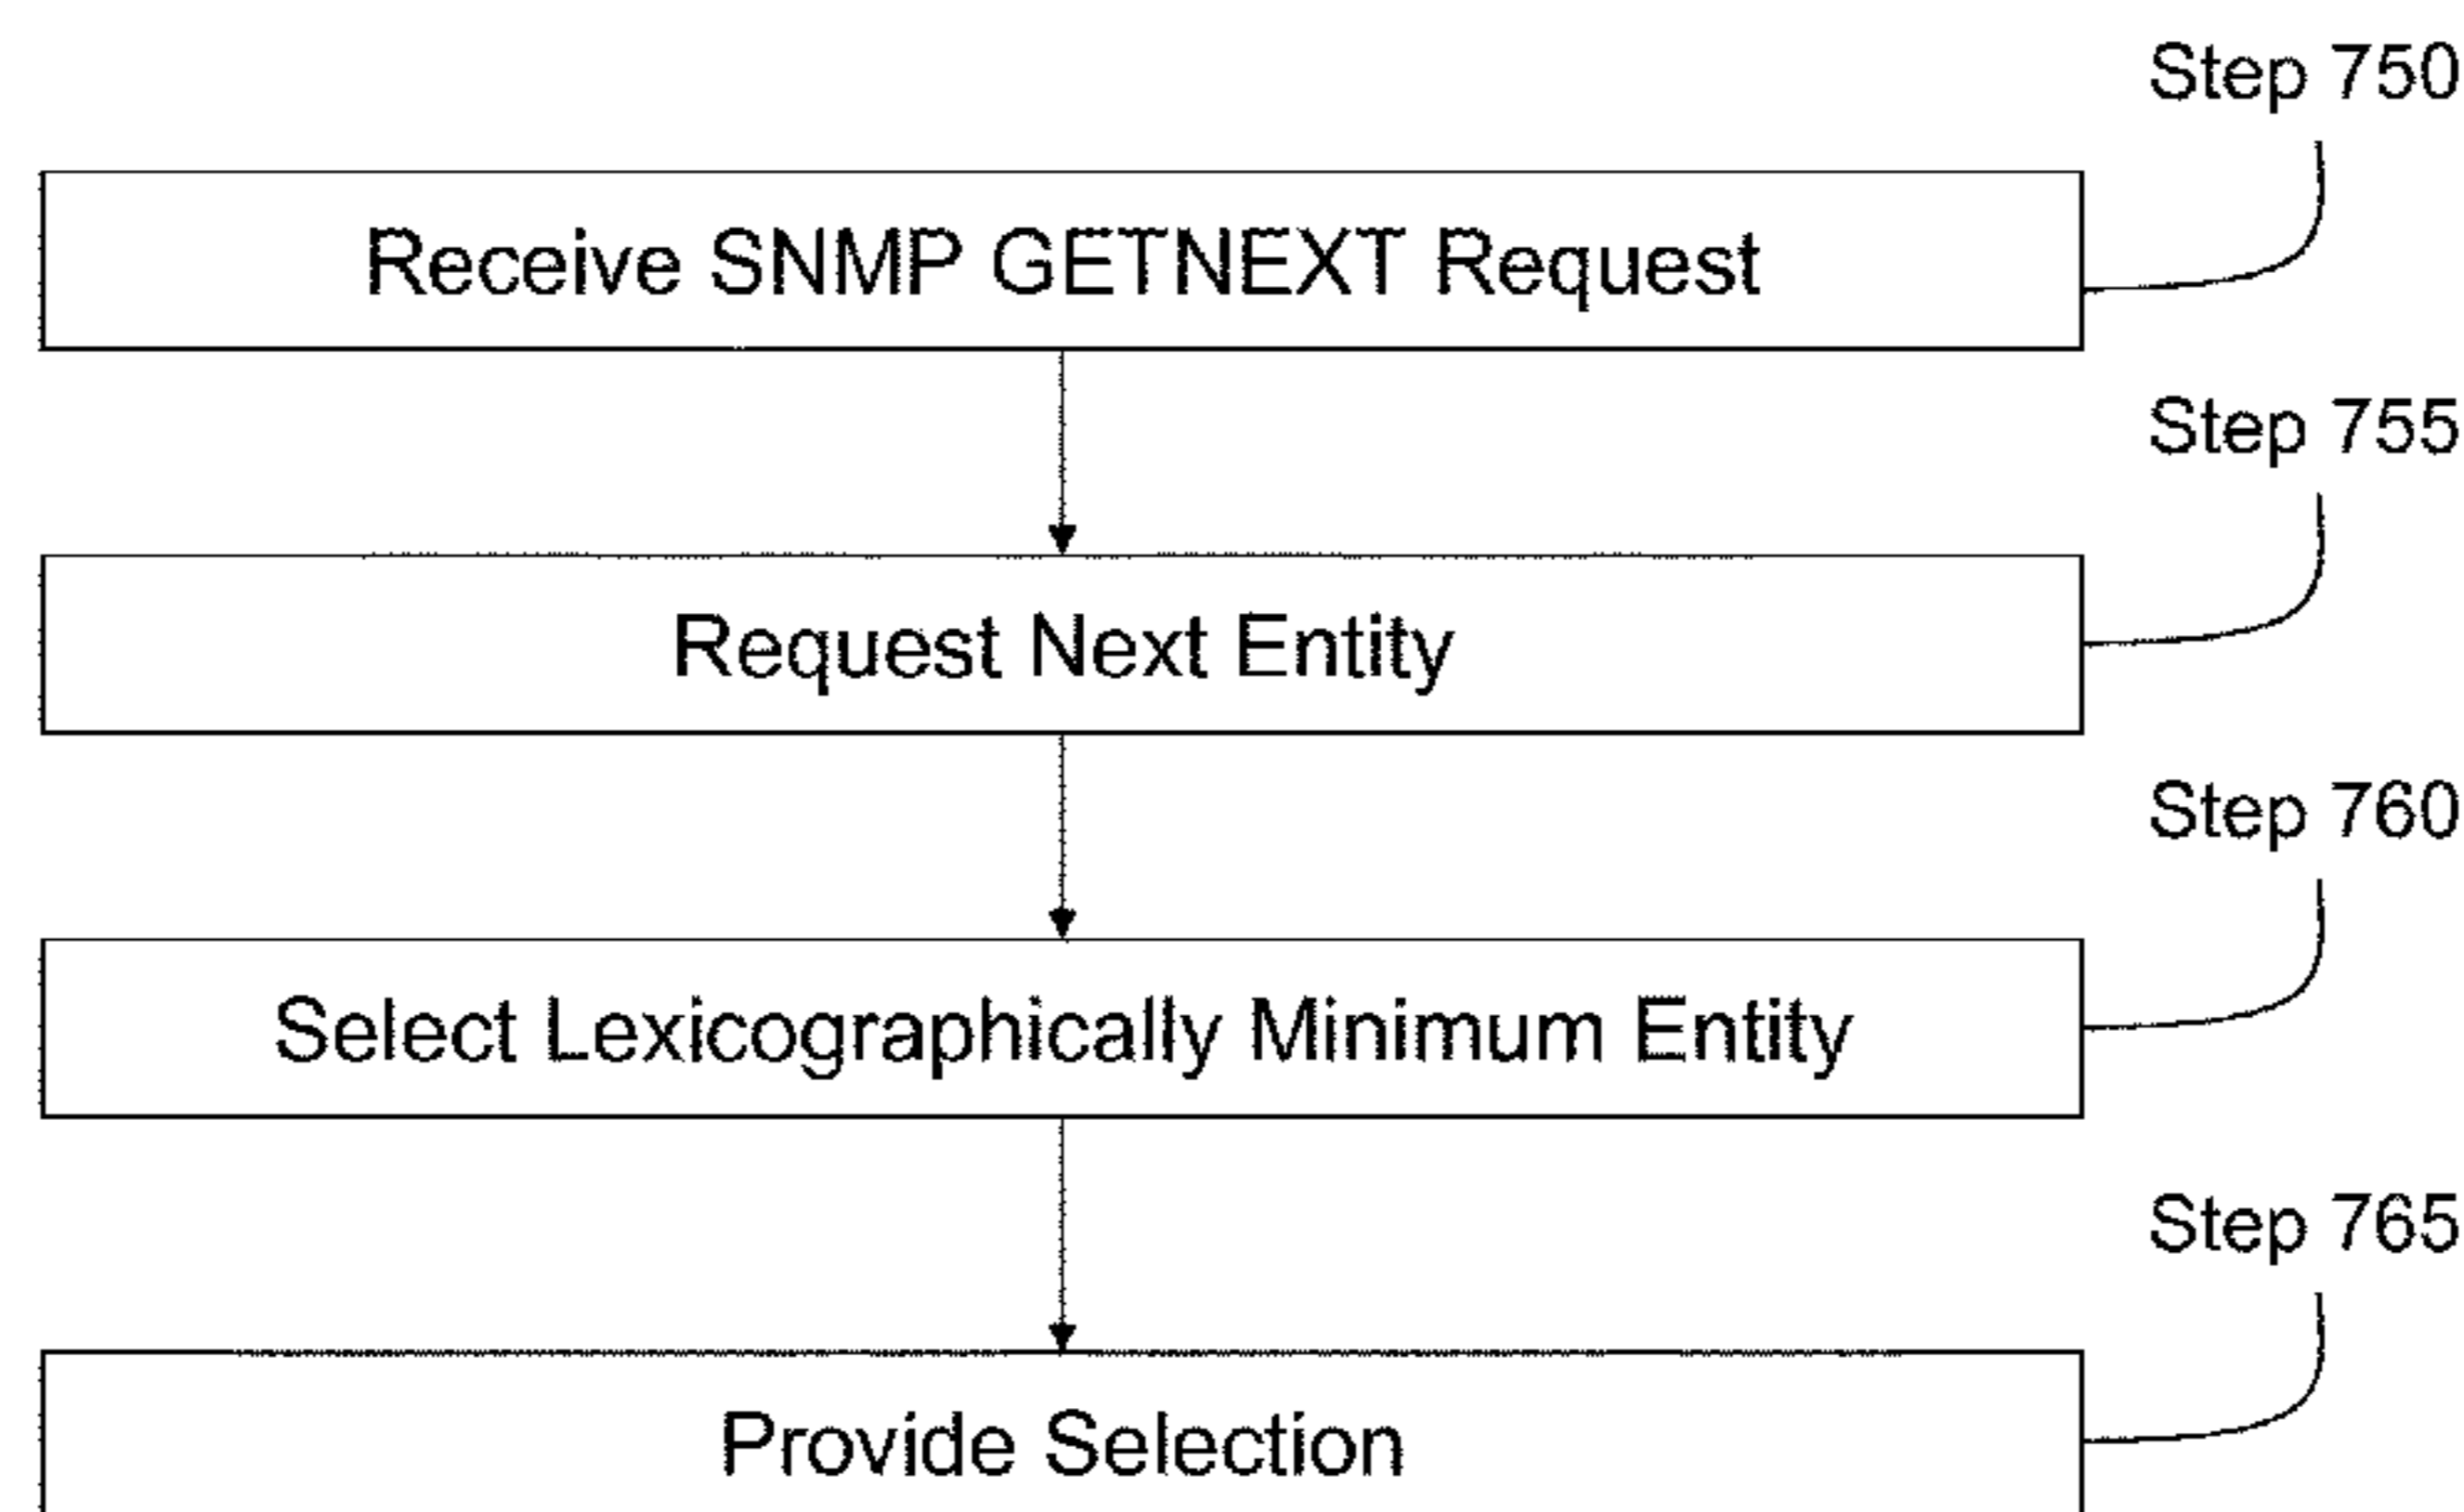 Step 750
Receive SNMP GETNEXT Request
Step 755
Request Next Entity
Step 760
Select Lexicographically Minimum Entity
Step 765
Provide Selection